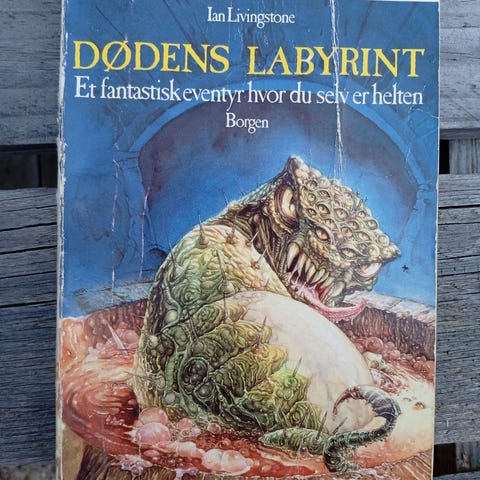 Ian Livingstone
DØDENS LABYRINT
Et fantastisk eventyr hvor du selv er helten
Borgen